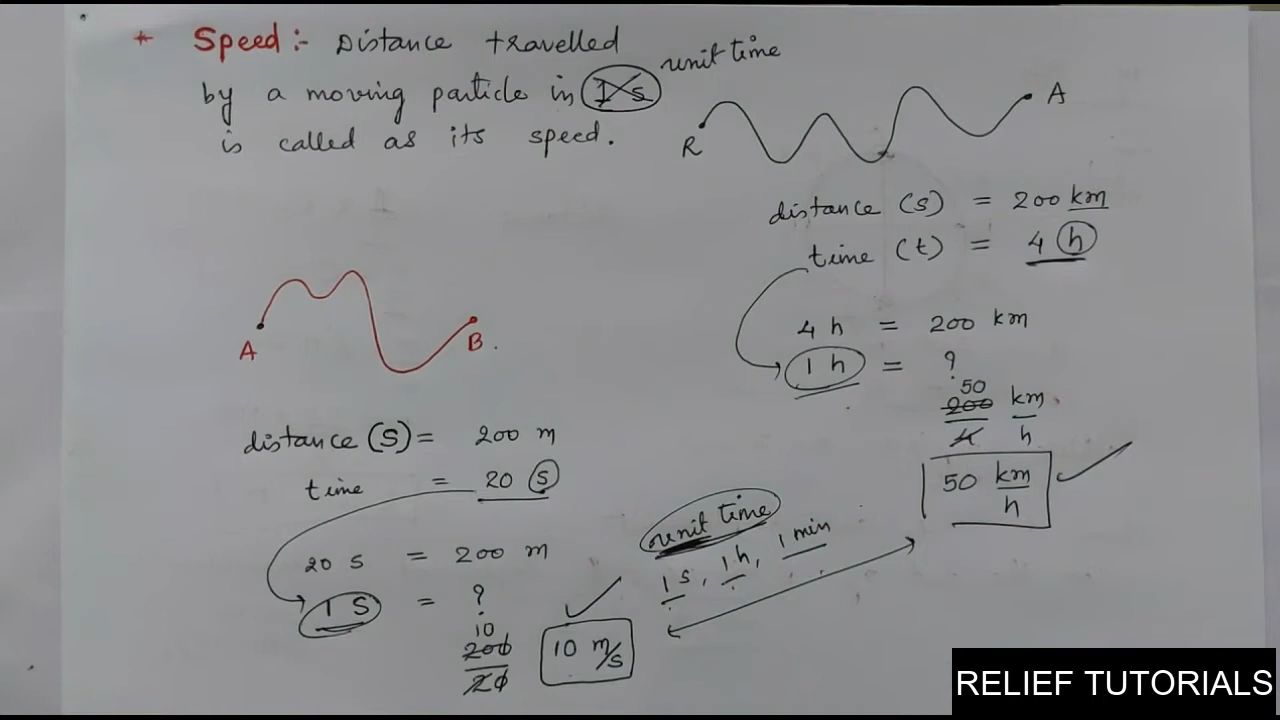 * Speed :- Distance travelled
by a moving particle in 1 s unit time
is called as its speed.
R
A
distance (s) = 200 km
time (t) = 4 h
4 h = 200 km
1 h = ?
50
200 km
4 h
50 km
h
A
B
distance (S) = 200 m
time = 20 s
20 s = 200 m
1 s = ?
10
200
20
10 m/s
unit time
1 s, 1 h, 1 min
RELIEF TUTORIALS